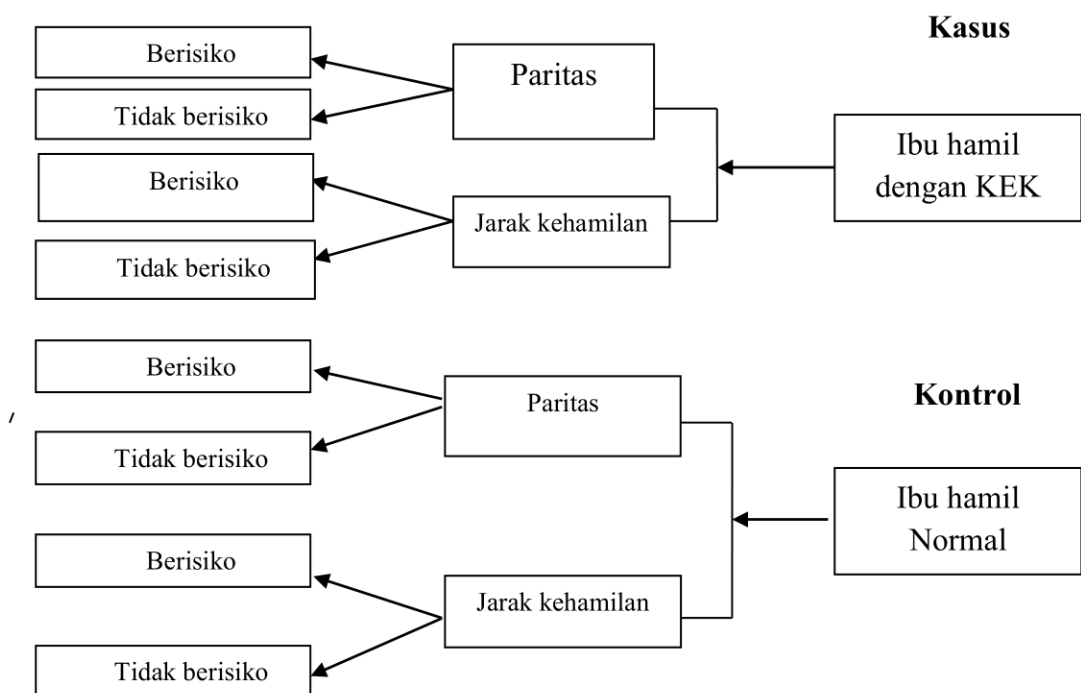 Kasus
Berisiko
Paritas
Tidak berisiko
Ibu hamil
dengan KEK
Berisiko
Jarak kehamilan
Tidak berisiko
Berisiko
Paritas
Kontrol
Tidak berisiko
Ibu hamil
Normal
Berisiko
Jarak kehamilan
Tidak berisiko